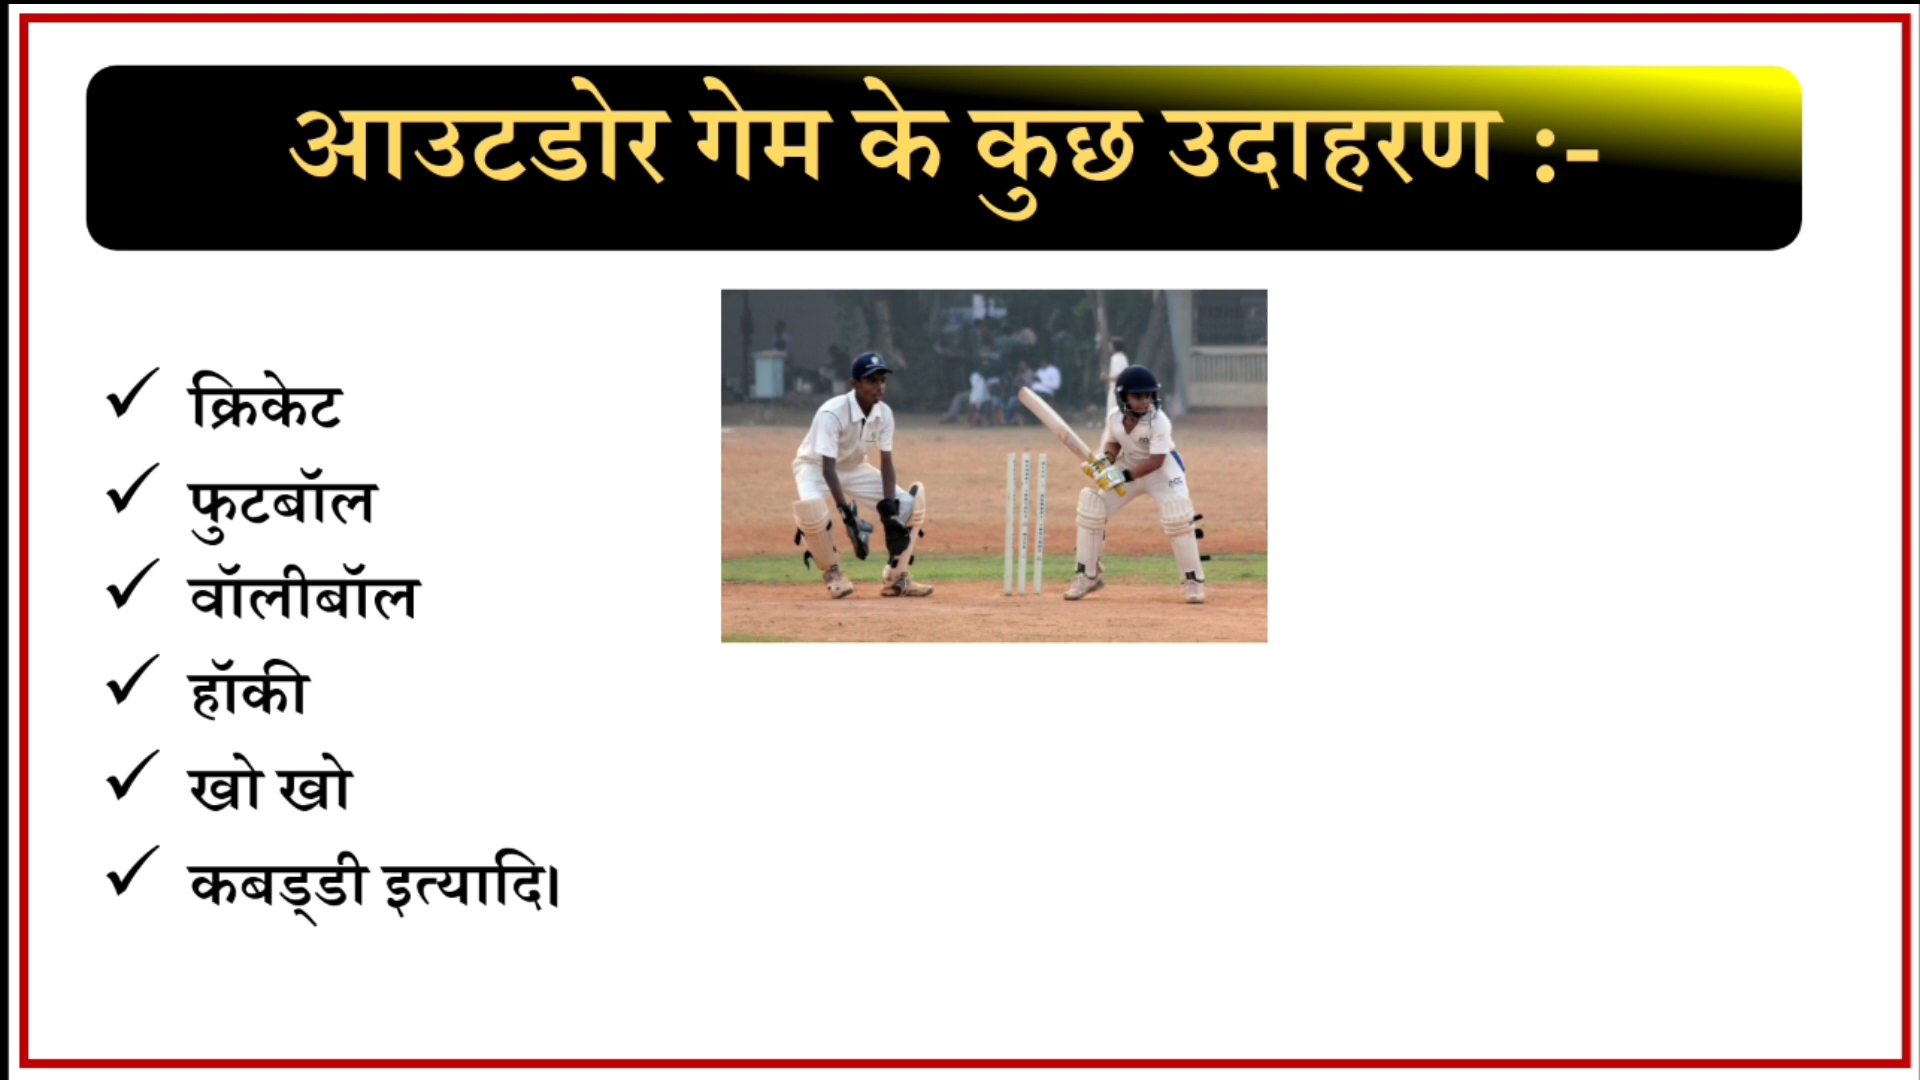 आउटडोर गेम के कुछ उदाहरण :-
क्रिकेट
फुटबॉल
वॉलीबॉल
हॉकी
खो खो
कबड्डी इत्यादि।